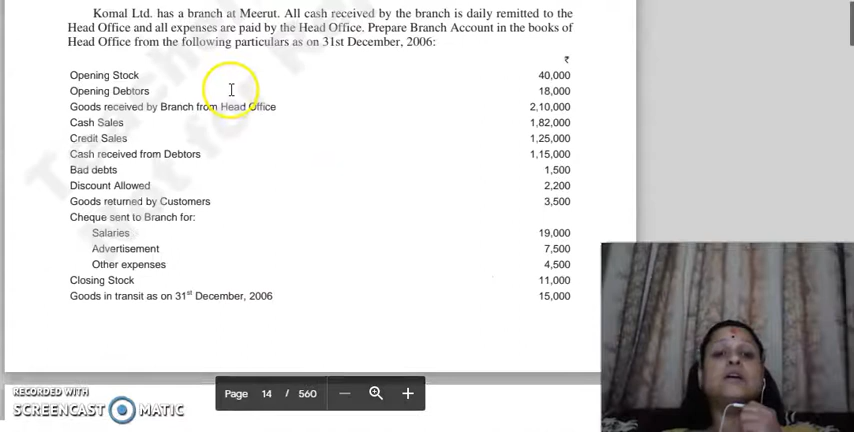 Komal Ltd. has a branch at Meerut. All cash received by the branch is daily remitted to the
Head Office and all expenses are paid by the Head Office. Prepare Branch Account in the books of
Head Office from the following particulars as on 31st December, 2006:
₹
Opening Stock 40,000
Opening Debtors 18,000
Goods received by Branch from Head Office 2,10,000
Cash Sales 1,82,000
Credit Sales 1,25,000
Cash received from Debtors 1,15,000
Bad debts 1,500
Discount Allowed 2,200
Goods returned by Customers 3,500
Cheque sent to Branch for:
Salaries 19,000
Advertisement 7,500
Other expenses 4,500
Closing Stock 11,000
Goods in transit as on 31st December, 2006 15,000
Page 14 / 560
RECORDED WITH
SCREENCAST MATIC